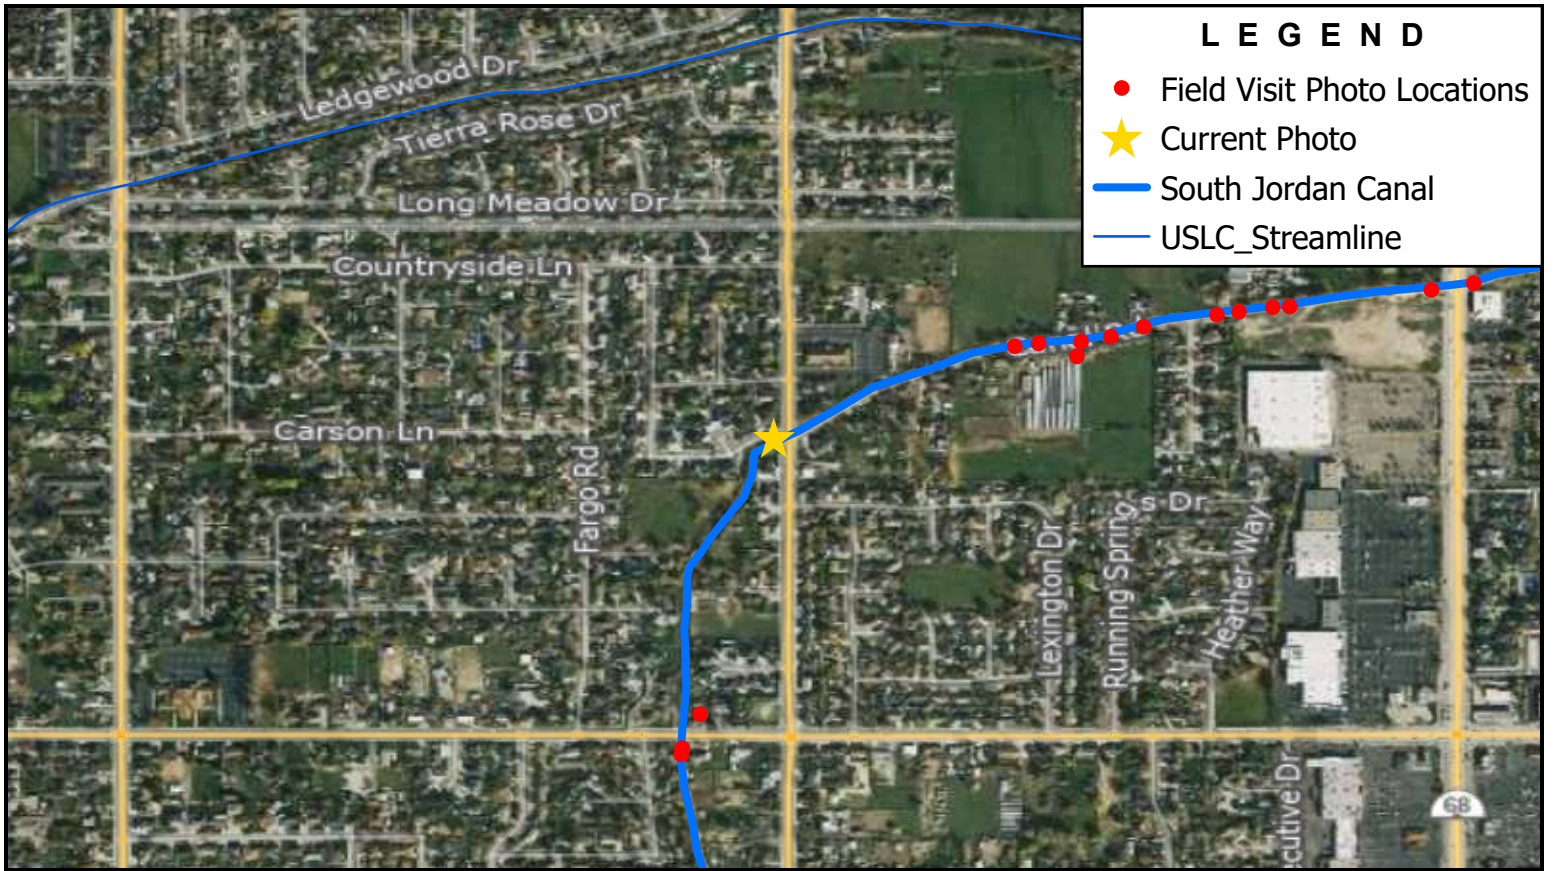 L E G E N D
Field Visit Photo Locations
Current Photo
South Jordan Canal
USLC_Streamline
Ledgewood Dr
Tierra Rose Dr
Long Meadow Dr
Countryside Ln
Carson Ln
Fargo Rd
s Dr
Running Spring
Lexington Dr
Heather Way
ecutive Dr
68